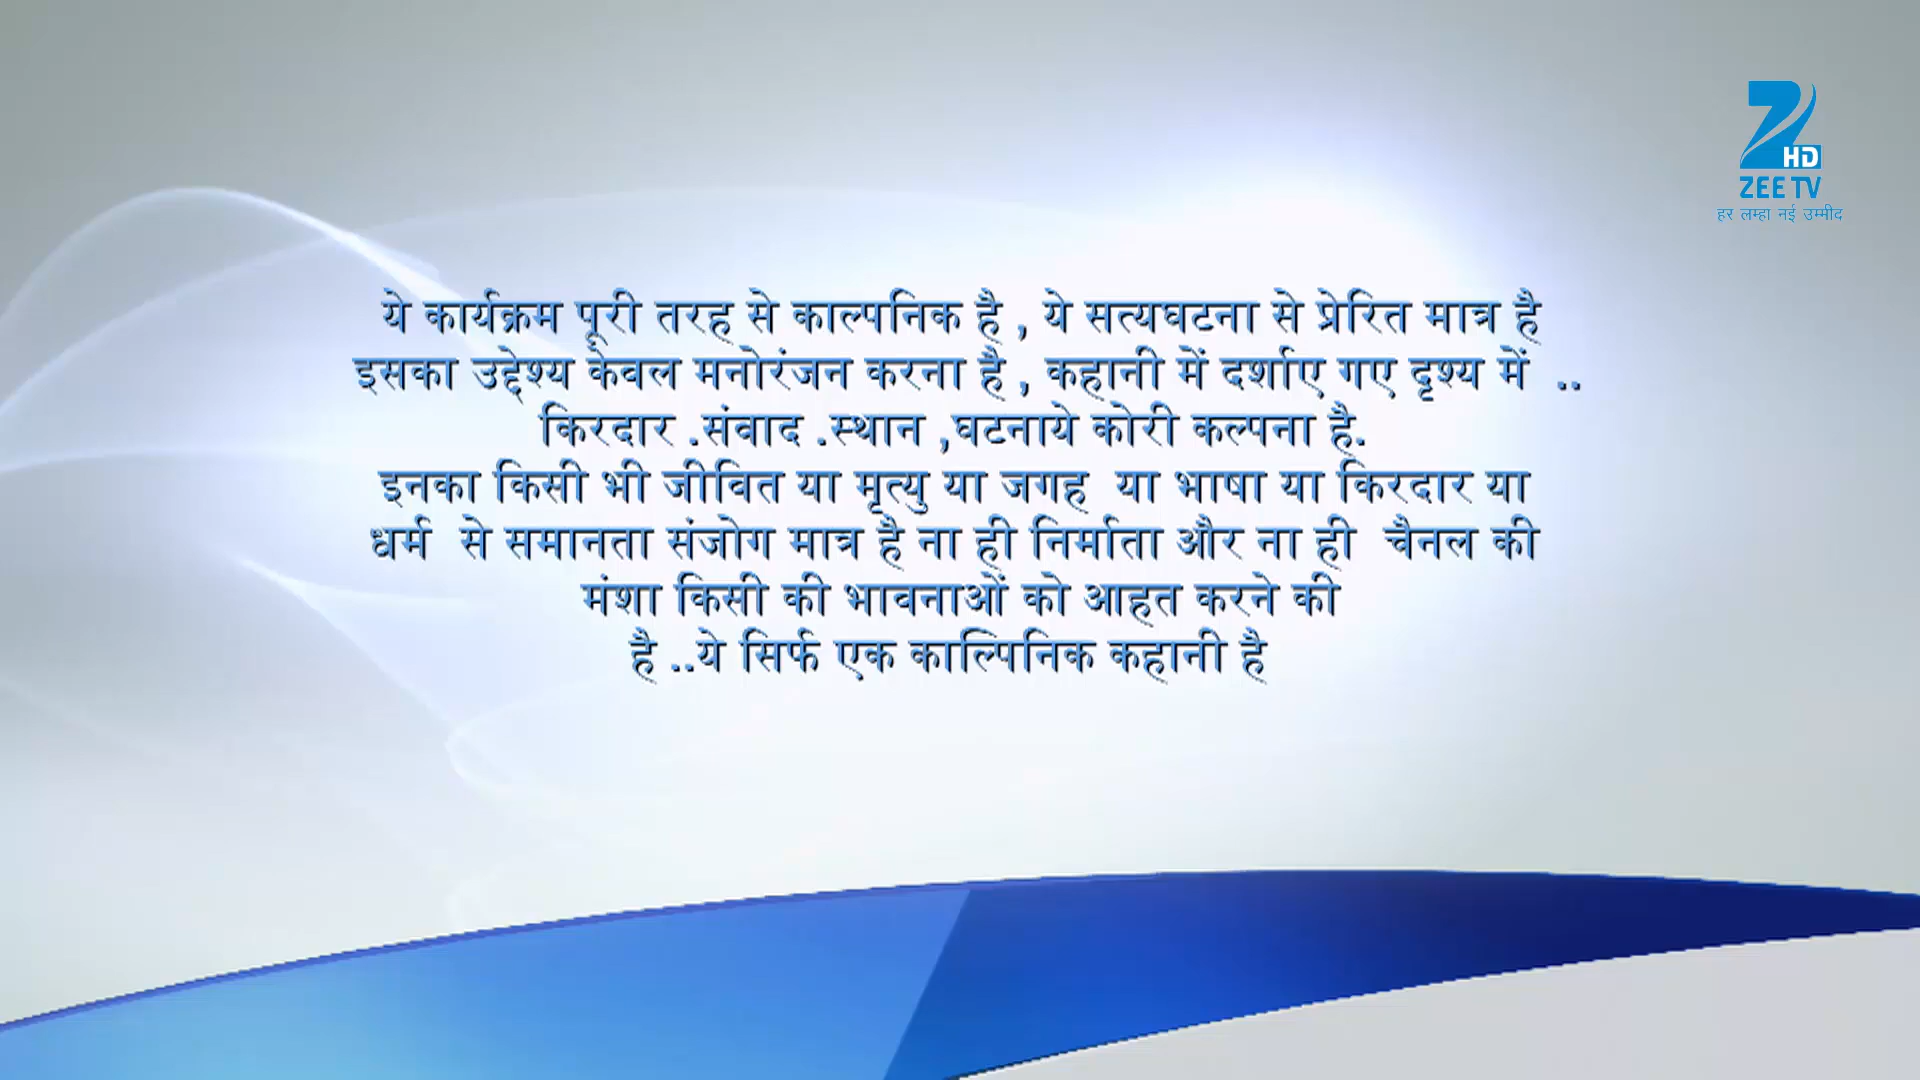 HD
ZEE TV
हर लम्हा नई उम्मीद
ये कार्यक्रम पूरी तरह से काल्पनिक है , ये सत्यघटना से प्रेरित मात्र है
इसका उद्देश्य केवल मनोरंजन करना है , कहानी में दर्शाए गए दृश्य में ..
किरदार .संवाद .स्थान ,घटनाये कोरी कल्पना है.
इनका किसी भी जीवित या मृत्यु या जगह या भाषा या किरदार या
धर्म से समानता संजोग मात्र है ना ही निर्माता और ना ही चैनल की
मंशा किसी की भावनाओं को आहत करने की
है ..ये सिर्फ एक काल्पिनिक कहानी है